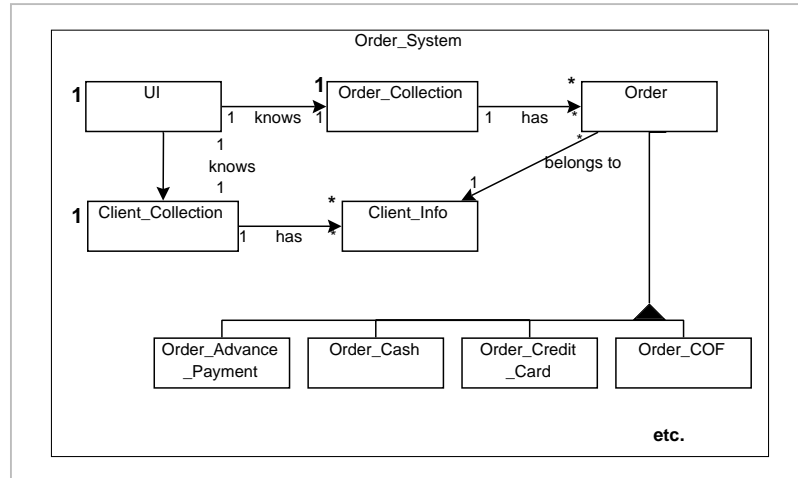 Order_System
1
UI
1
knows
1
1
Order_Collection
1
has
*
*
Order
1
knows
1
*
belongs to
1
1
Client_Collection
1
has
*
*
Client_Info
Order_Advance
_Payment
Order_Cash
Order_Credit
_Card
Order_COF
etc.